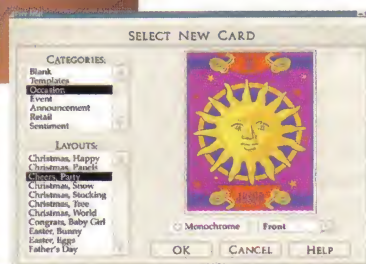 SELECT NEW CARD
CATEGORIES:
Blank
Templates
Occasion
Event
Announcement
Retail
Sentiment
LAYOUTS:
Christmas, Happy
Christmas, Panels
Cheers, Party
Christmas, Snow
Christmas, Stocking
Christmas, Tree
Christmas, World
Congrats, Baby Girl
Easter, Bunny
Easter, Eggs
Father's Day
Monochrome
Front
OK
CANCEL
HELP